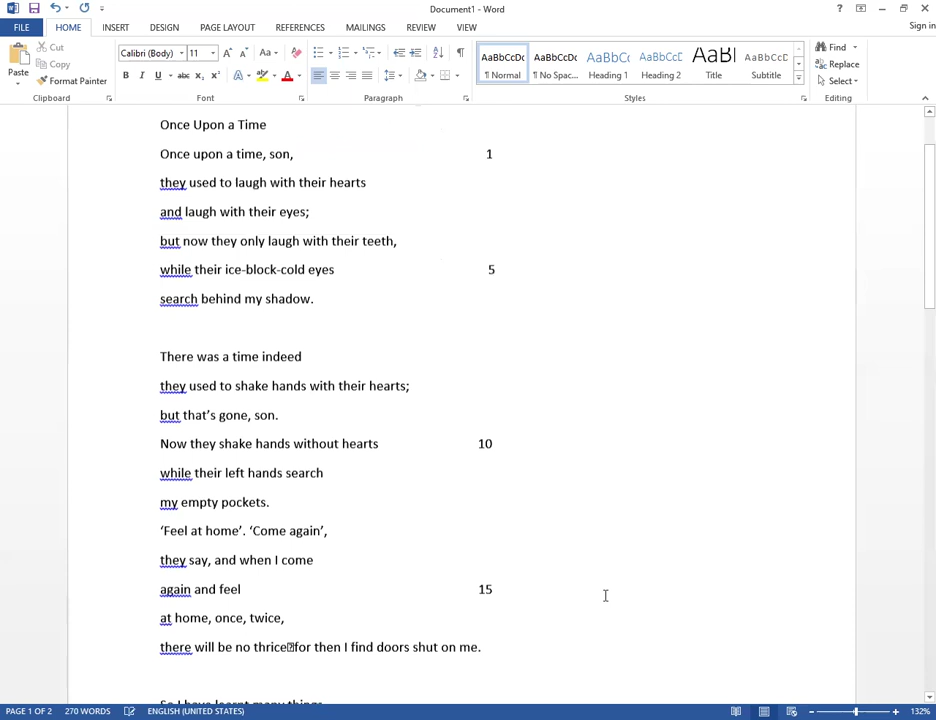 Document1 - Word
? Sign in
FILE HOME INSERT DESIGN PAGE LAYOUT REFERENCES MAILINGS REVIEW VIEW
Paste
Cut
Copy
Format Painter
Clipboard
Calibri (Body) 11
Font
Paragraph
AaBbCcDc AaBbCcDc AaBbCc AaBbCcD AaBl AaBbCcD
¶ Normal ¶ No Spac... Heading 1 Heading 2 Title Subtitle
Styles
Find
Replace
Select
Editing
Once Upon a Time
Once upon a time, son, 1
they used to laugh with their hearts
and laugh with their eyes;
but now they only laugh with their teeth,
while their ice-block-cold eyes 5
search behind my shadow.
There was a time indeed
they used to shake hands with their hearts;
but that’s gone, son.
Now they shake hands without hearts 10
while their left hands search
my empty pockets.
‘Feel at home’. ‘Come again’,
they say, and when I come
again and feel 15
at home, once, twice,
there will be no thrice⍰for then I find doors shut on me.
So I have learnt many things
PAGE 1 OF 2 270 WORDS ENGLISH (UNITED STATES) 132%